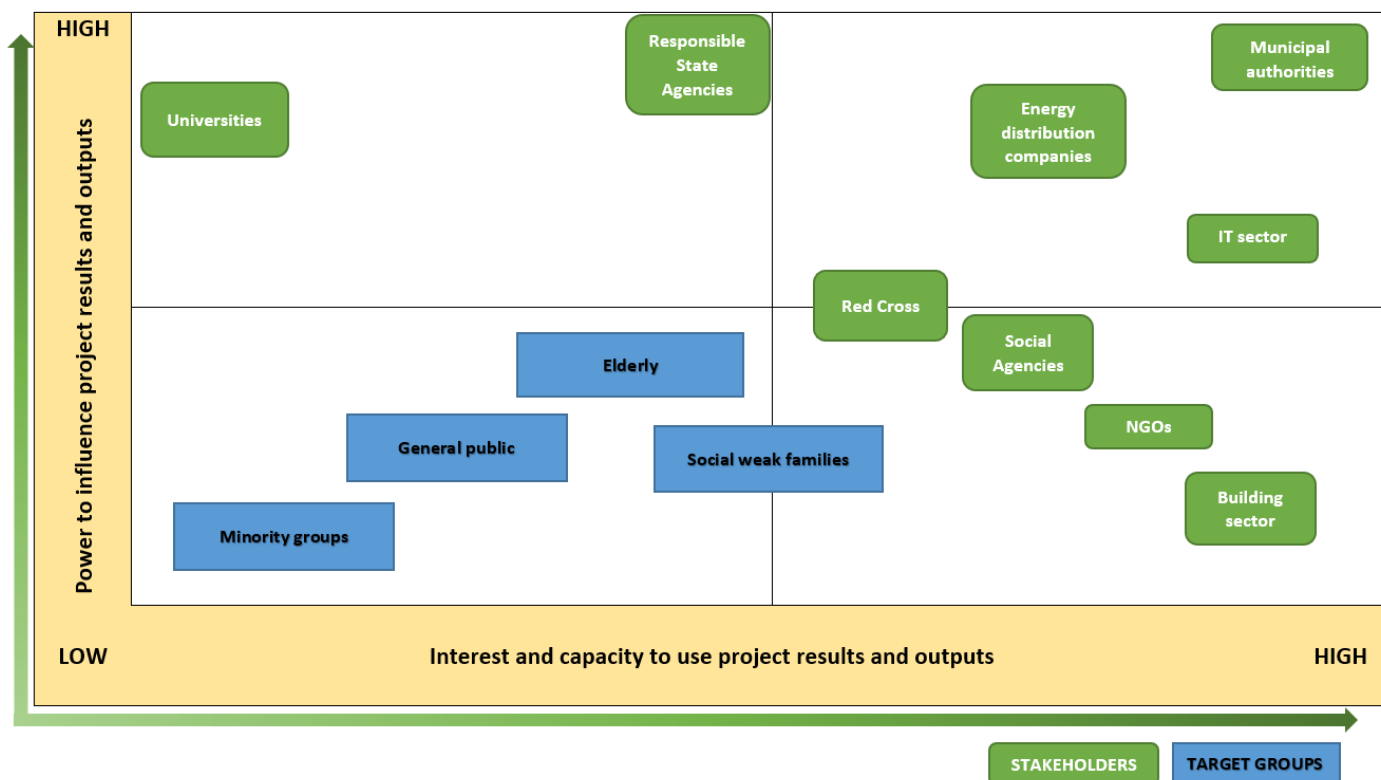 HIGH
Responsible
State
Agencies
Municipal
authorities
Universities
Energy
distribution
companies
IT sector
Red Cross
Social
Agencies
Elderly
General public
Social weak families
NGOs
Building
sector
Minority groups
Power to influence project results and outputs
LOW
Interest and capacity to use project results and outputs
HIGH
STAKEHOLDERS
TARGET GROUPS